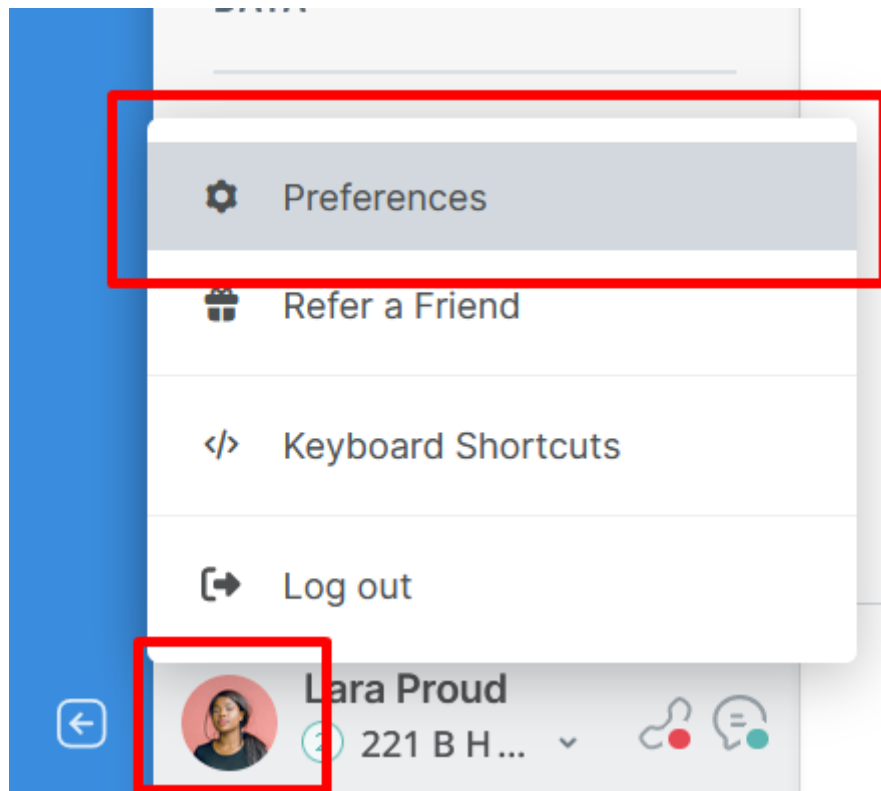 Preferences
Refer a Friend
</> Keyboard Shortcuts
Log out
Lara Proud
2 221 B H ...